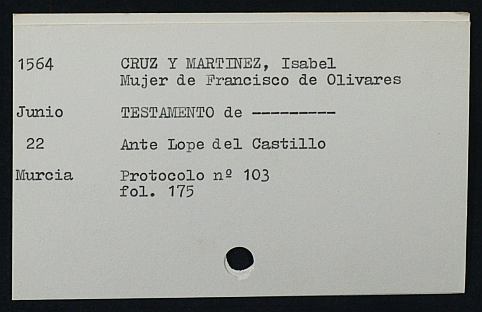 1564 CRUZ Y MARTINEZ, Isabel
Mujer de Francisco de Olivares
Junio TESTAMENTO de ---------
22 Ante Lope del Castillo
Murcia Protocolo nº 103
fol. 175